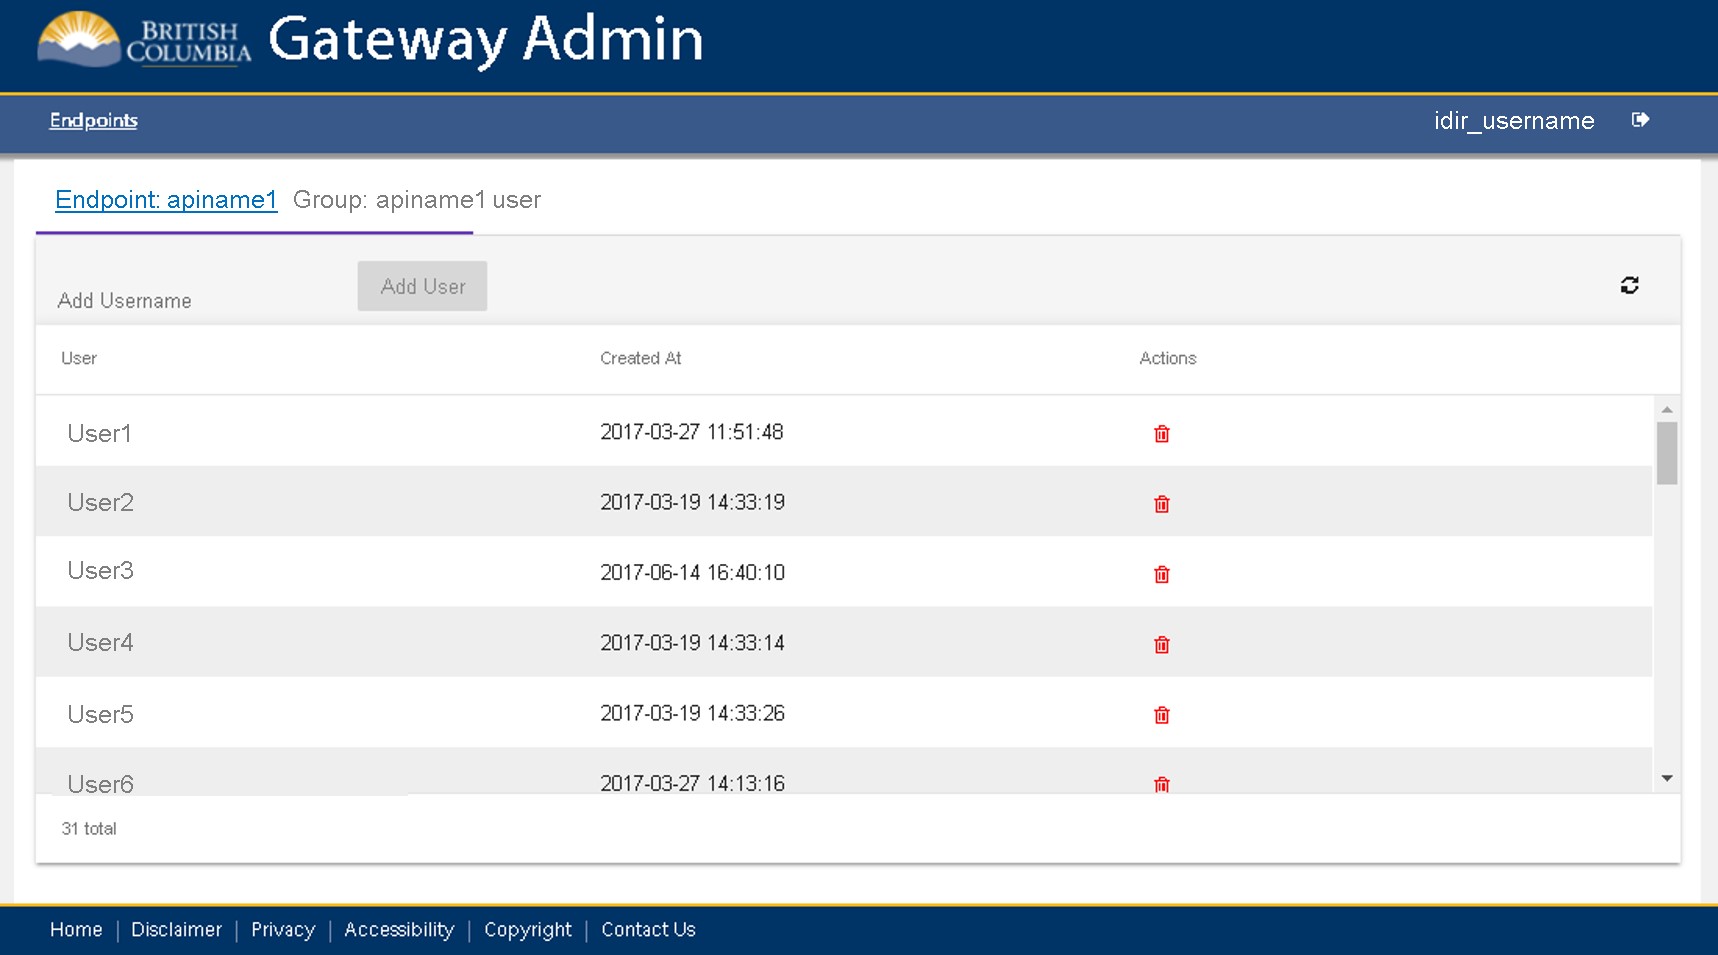 BRITISH COLUMBIA Gateway Admin
Endpoints idir_username
Endpoint: apiname1 Group: apiname1 user
Add Username Add User
User Created At Actions
User1 2017-03-27 11:51:48
User2 2017-03-19 14:33:19
User3 2017-06-14 16:40:10
User4 2017-03-19 14:33:14
User5 2017-03-19 14:33:26
User6 2017-03-27 14:13:16
31 total
Home | Disclaimer | Privacy | Accessibility | Copyright | Contact Us